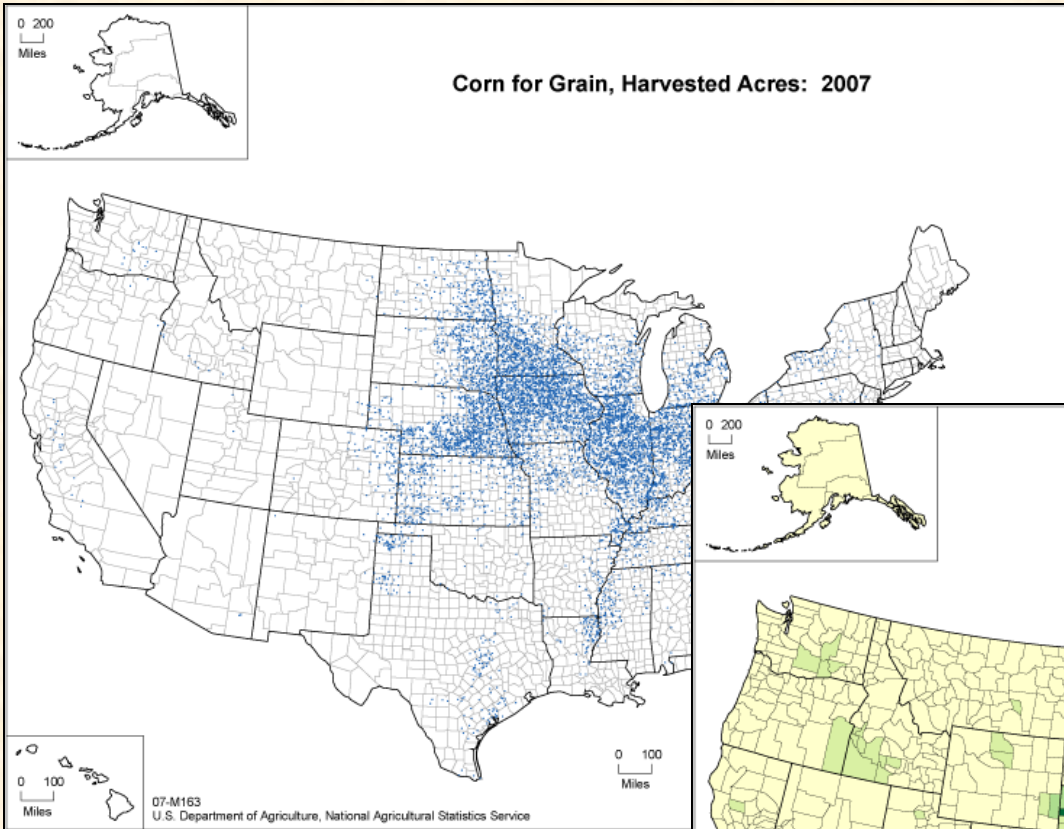 0 200
Miles
Corn for Grain, Harvested Acres: 2007
0 200
Miles
0 100
Miles
0 100
Miles
07-M163
U.S. Department of Agriculture, National Agricultural Statistics Service